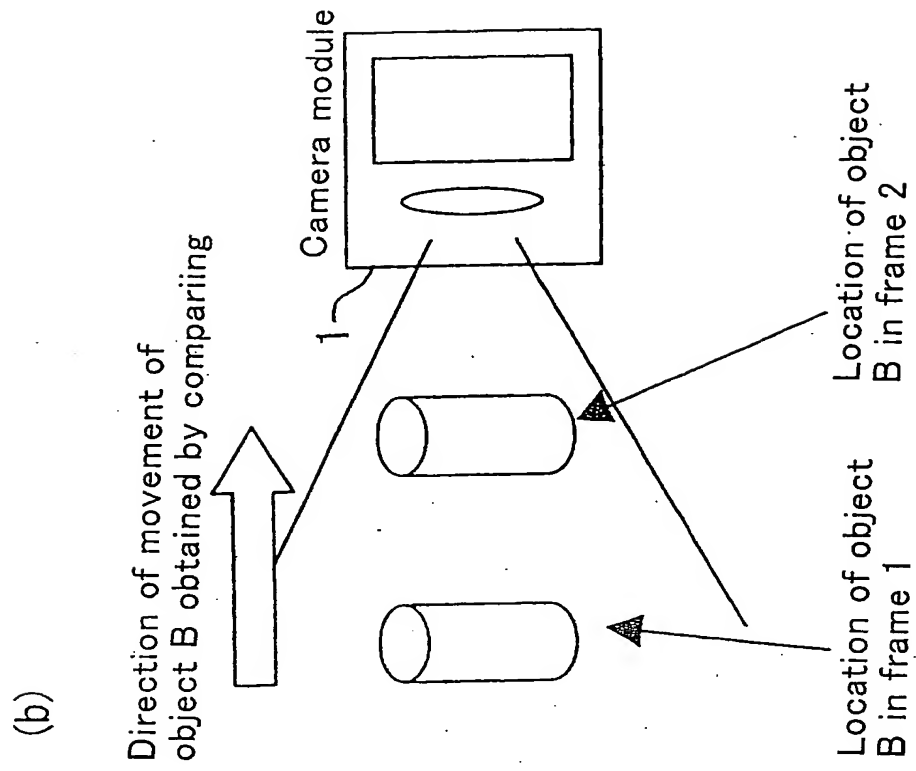 (b)
Direction of movement of
object B obtained by compariing
Camera module
1
Location of object
B in frame 1
Location of object
B in frame 2